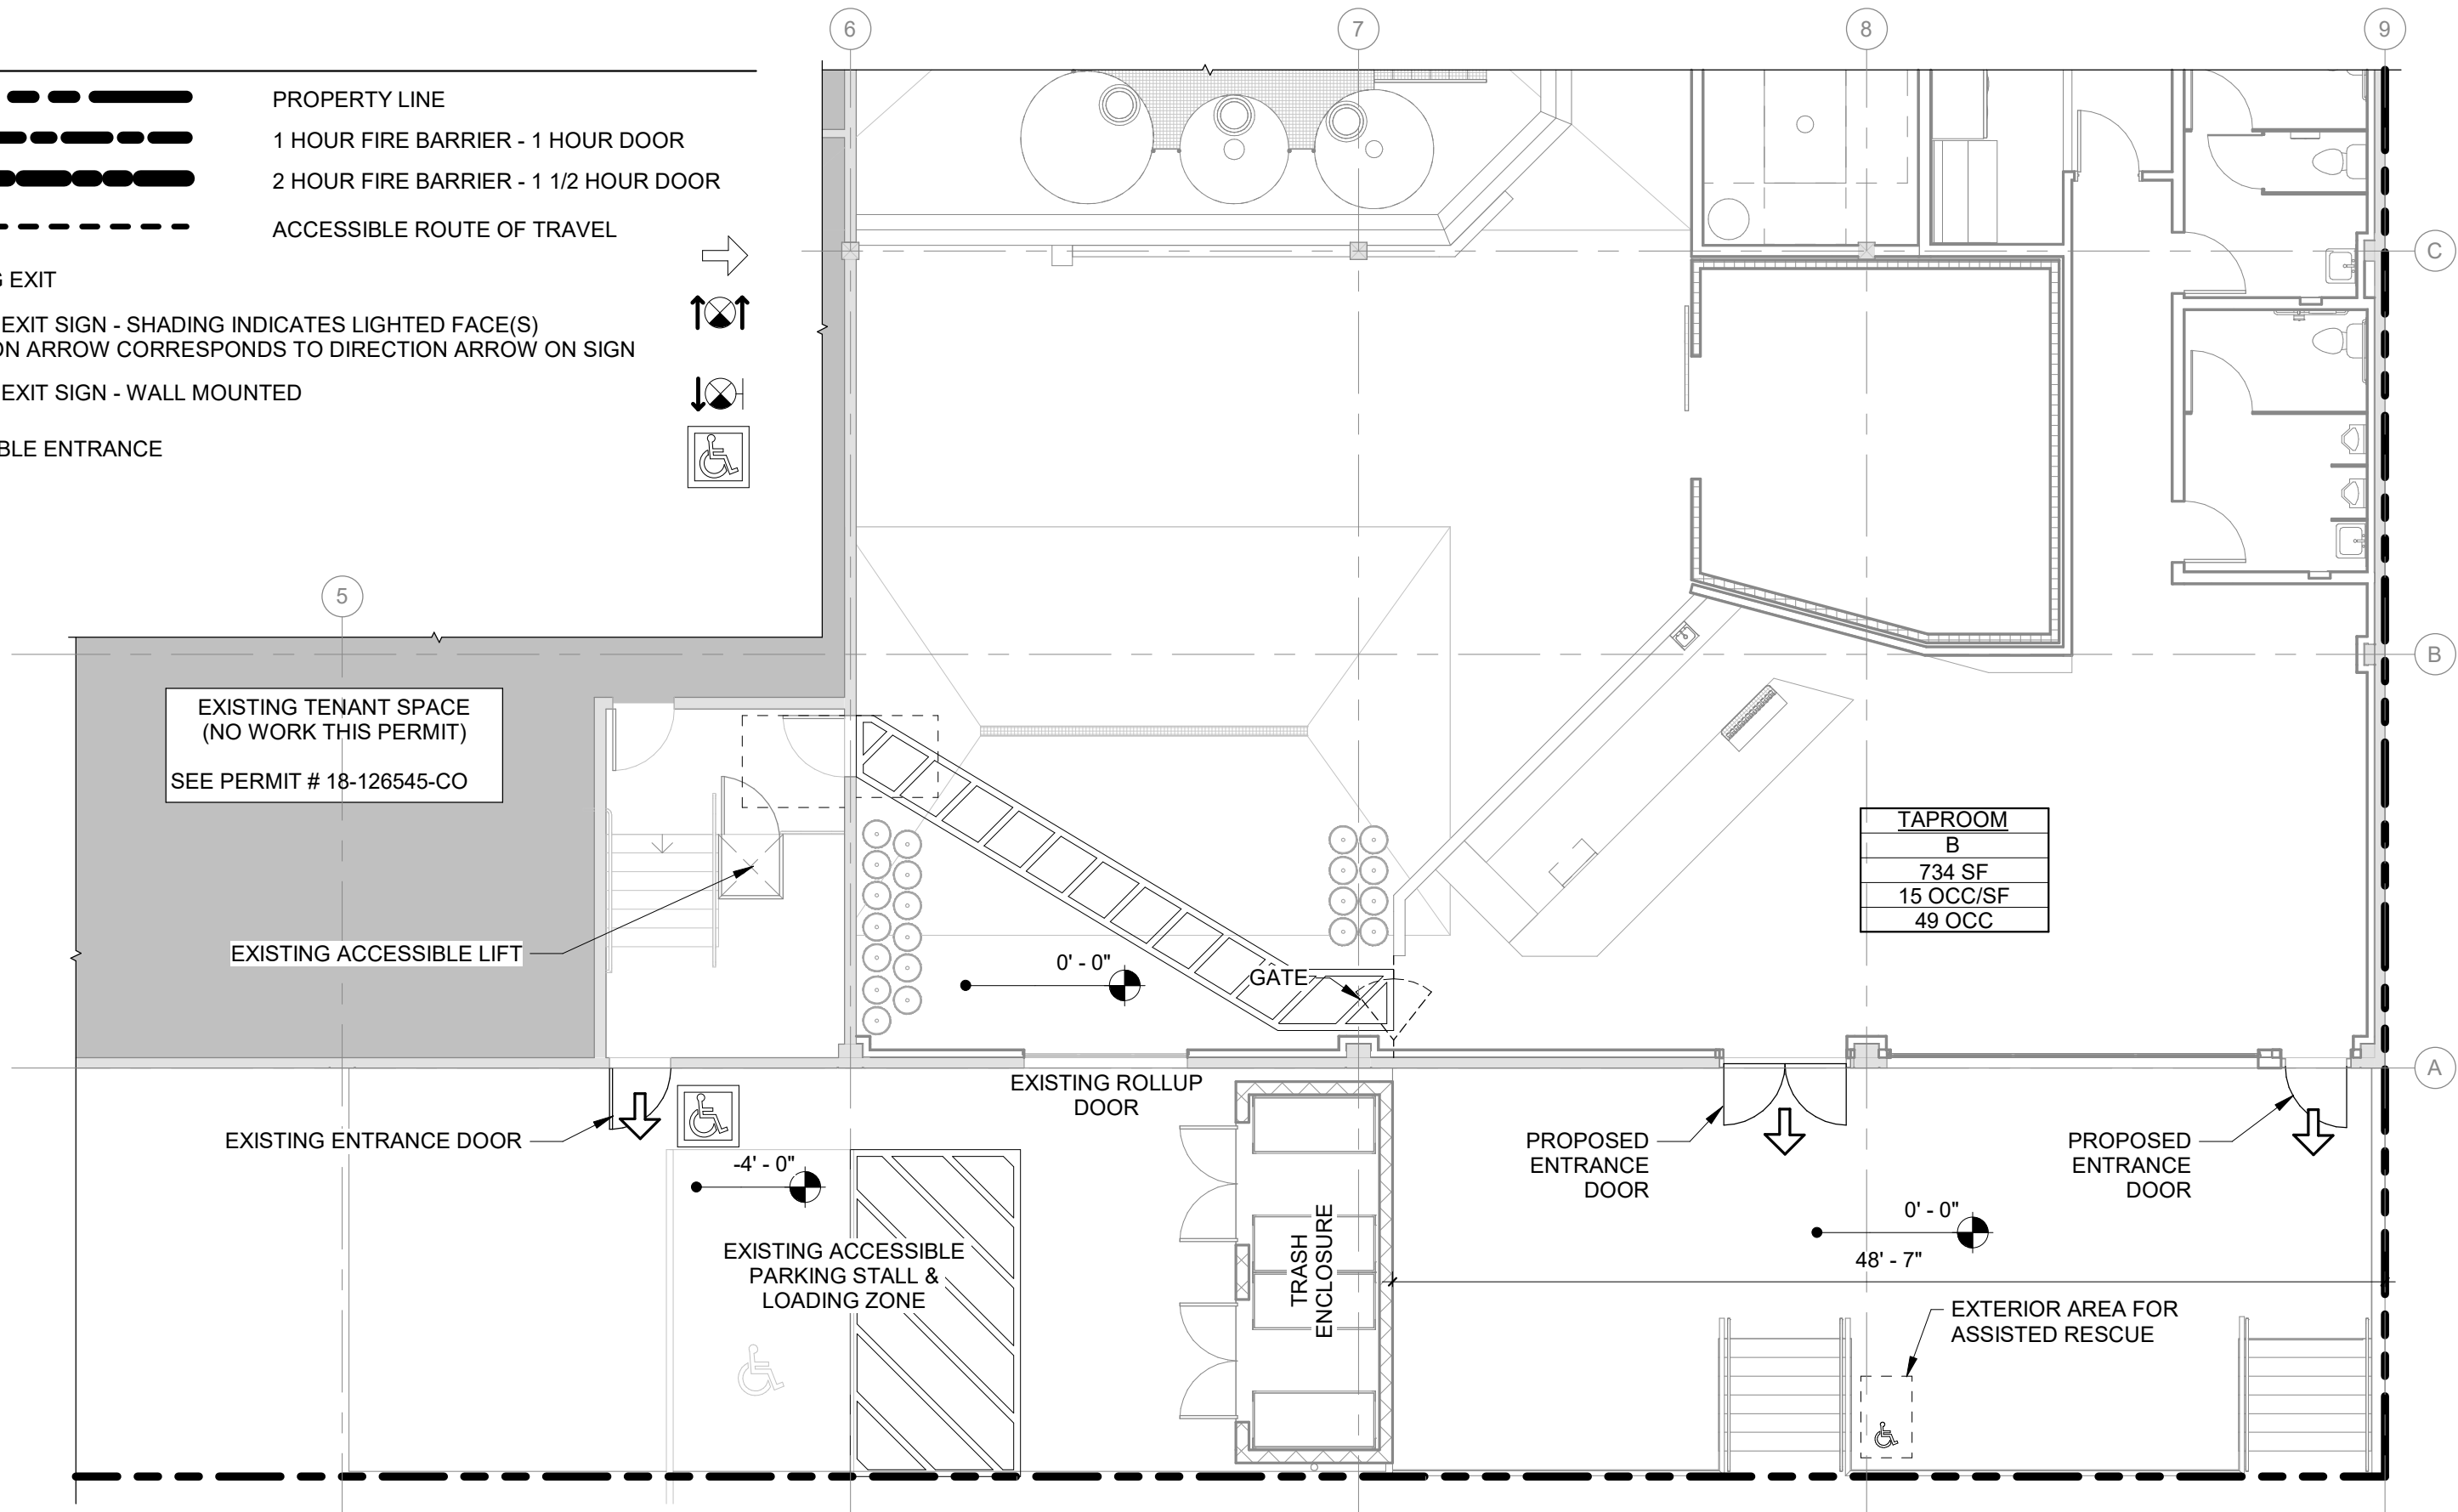 6
7
8
9
PROPERTY LINE
1 HOUR FIRE BARRIER - 1 HOUR DOOR
2 HOUR FIRE BARRIER - 1 1/2 HOUR DOOR
ACCESSIBLE ROUTE OF TRAVEL
C
EXIT
EXIT SIGN - SHADING INDICATES LIGHTED FACE(S)
ARROW CORRESPONDS TO DIRECTION ARROW ON SIGN
EXIT SIGN - WALL MOUNTED
ENTRANCE
5
B
EXISTING TENANT SPACE
(NO WORK THIS PERMIT)
SEE PERMIT # 18-126545-CO
TAPROOM
B
734 SF
15 OCC/SF
49 OCC
EXISTING ACCESSIBLE LIFT
0' - 0"
GATE
A
EXISTING ROLLUP
DOOR
EXISTING ENTRANCE DOOR
PROPOSED
ENTRANCE
DOOR
PROPOSED
ENTRANCE
DOOR
-4' - 0"
0' - 0"
48' - 7"
EXISTING ACCESSIBLE
PARKING STALL &
LOADING ZONE
TRASH
ENCLOSURE
EXTERIOR AREA FOR
ASSISTED RESCUE